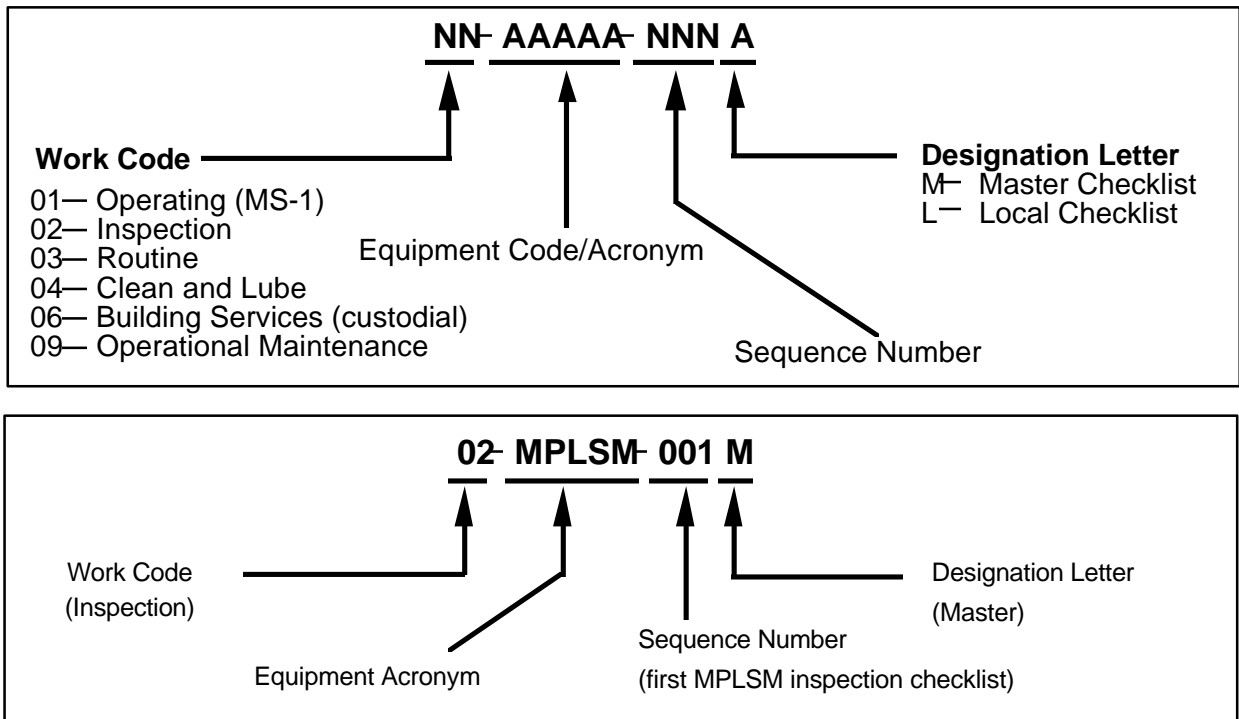 NN- AAAAA- NNN A
Work Code
01— Operating (MS-1)
02— Inspection
03— Routine
04— Clean and Lube
06— Building Services (custodial)
09— Operational Maintenance
Equipment Code/Acronym
Sequence Number
Designation Letter
M— Master Checklist
L— Local Checklist
02- MPLSM- 001 M
Work Code
(Inspection)
Equipment Acronym
Sequence Number
(first MPLSM inspection checklist)
Designation Letter
(Master)